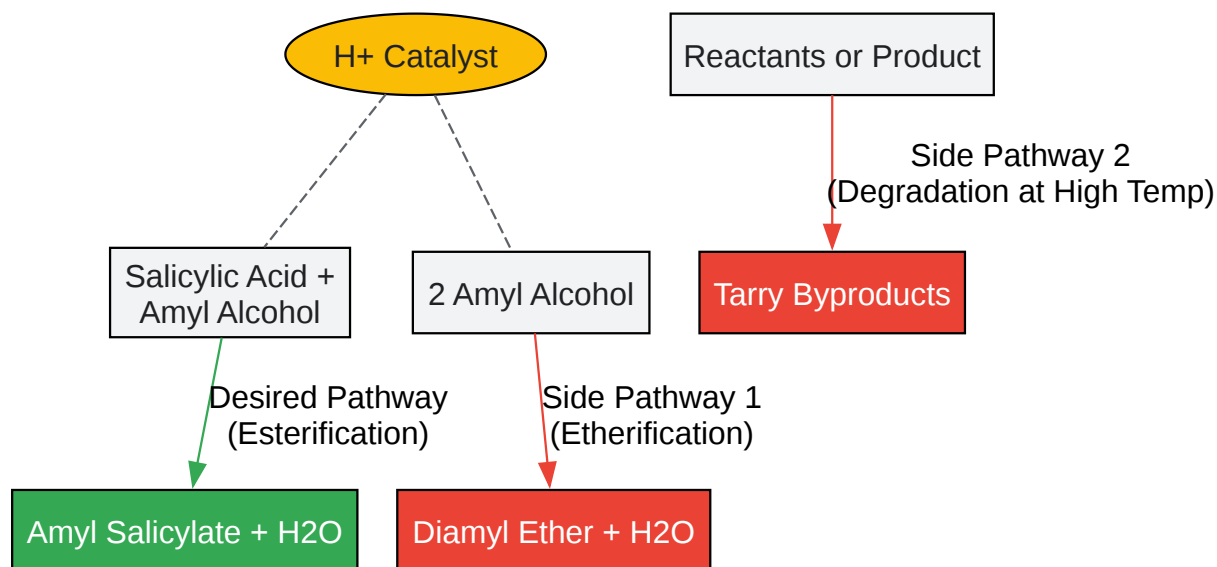 H+ Catalyst
Reactants or Product
Side Pathway 2
(Degradation at High Temp)
Salicylic Acid +
Amyl Alcohol
2 Amyl Alcohol
Tarry Byproducts
Desired Pathway
(Esterification)
Side Pathway 1
(Etherification)
Amyl Salicylate + H2O
Diamyl Ether + H2O